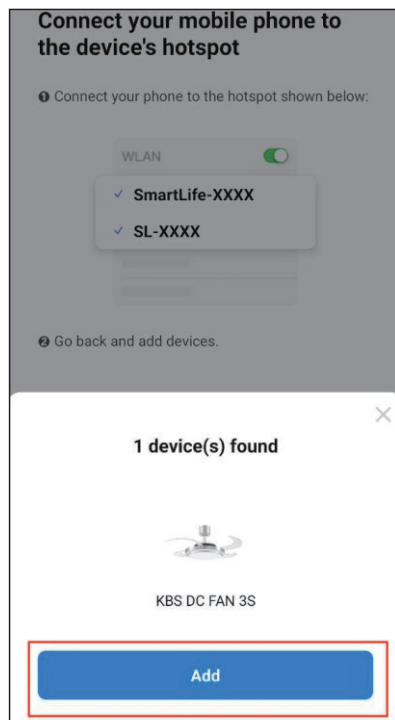 Connect your mobile phone to
the device's hotspot
❶ Connect your phone to the hotspot shown below:
WLAN
SmartLife-XXXX
SL-XXXX
❷ Go back and add devices.
1 device(s) found
KBS DC FAN 3S
Add